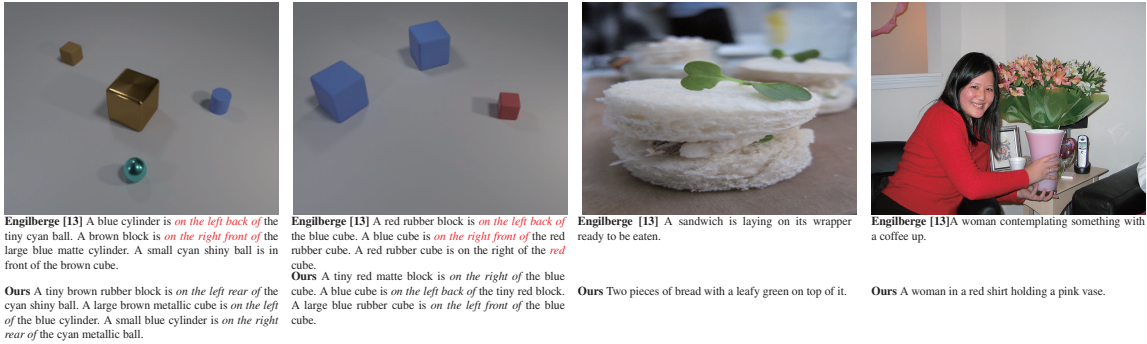 Engilberge [13] A blue cylinder is on the left back of the
tiny cyan ball. A brown block is on the right front of the
large blue matte cylinder. A small cyan shiny ball is in
front of the brown cube.
Ours A tiny brown rubber block is on the left rear of the
cyan shiny ball. A large brown metallic cube is on the left
of the blue cylinder. A small blue cylinder is on the right
rear of the cyan metallic ball.
Engilberge [13] A red rubber block is on the left back of
the blue cube. A blue cube is on the right front of the red
rubber cube. A red rubber cube is on the right of the red
cube.
Ours A tiny red matte block is on the right of the blue
cube. A blue cube is on the left back of the tiny red block.
A large blue rubber cube is on the left front of the blue
cube.
Engilberge [13] A sandwich is laying on its wrapper
ready to be eaten.
Ours Two pieces of bread with a leafy green on top of it.
Engilberge [13]A woman contemplating something with
a coffee up.
Ours A woman in a red shirt holding a pink vase.